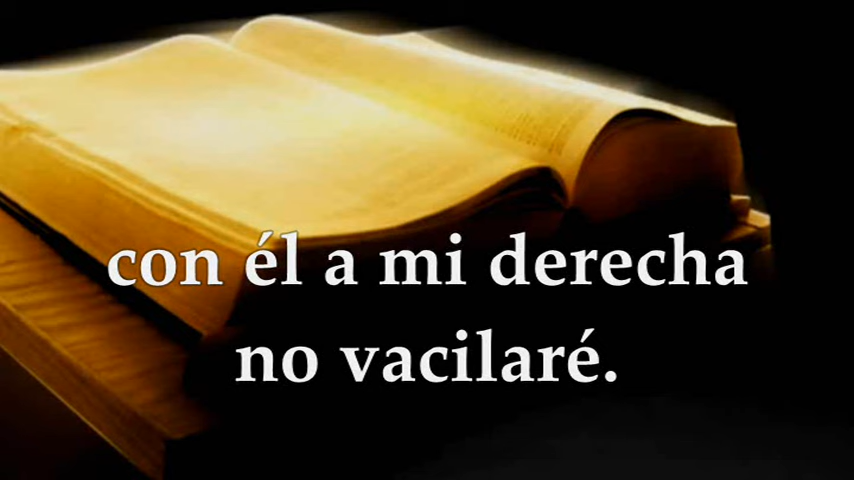 con él a mi derecha
no vacilaré.